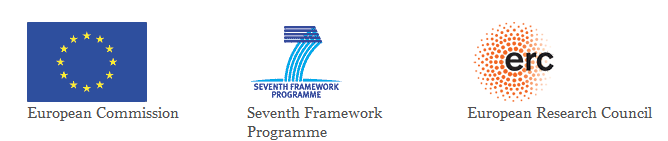 SEVENTH FRAMEWORK
PROGRAMME
erc
European Commission
Seventh Framework
Programme
European Research Council